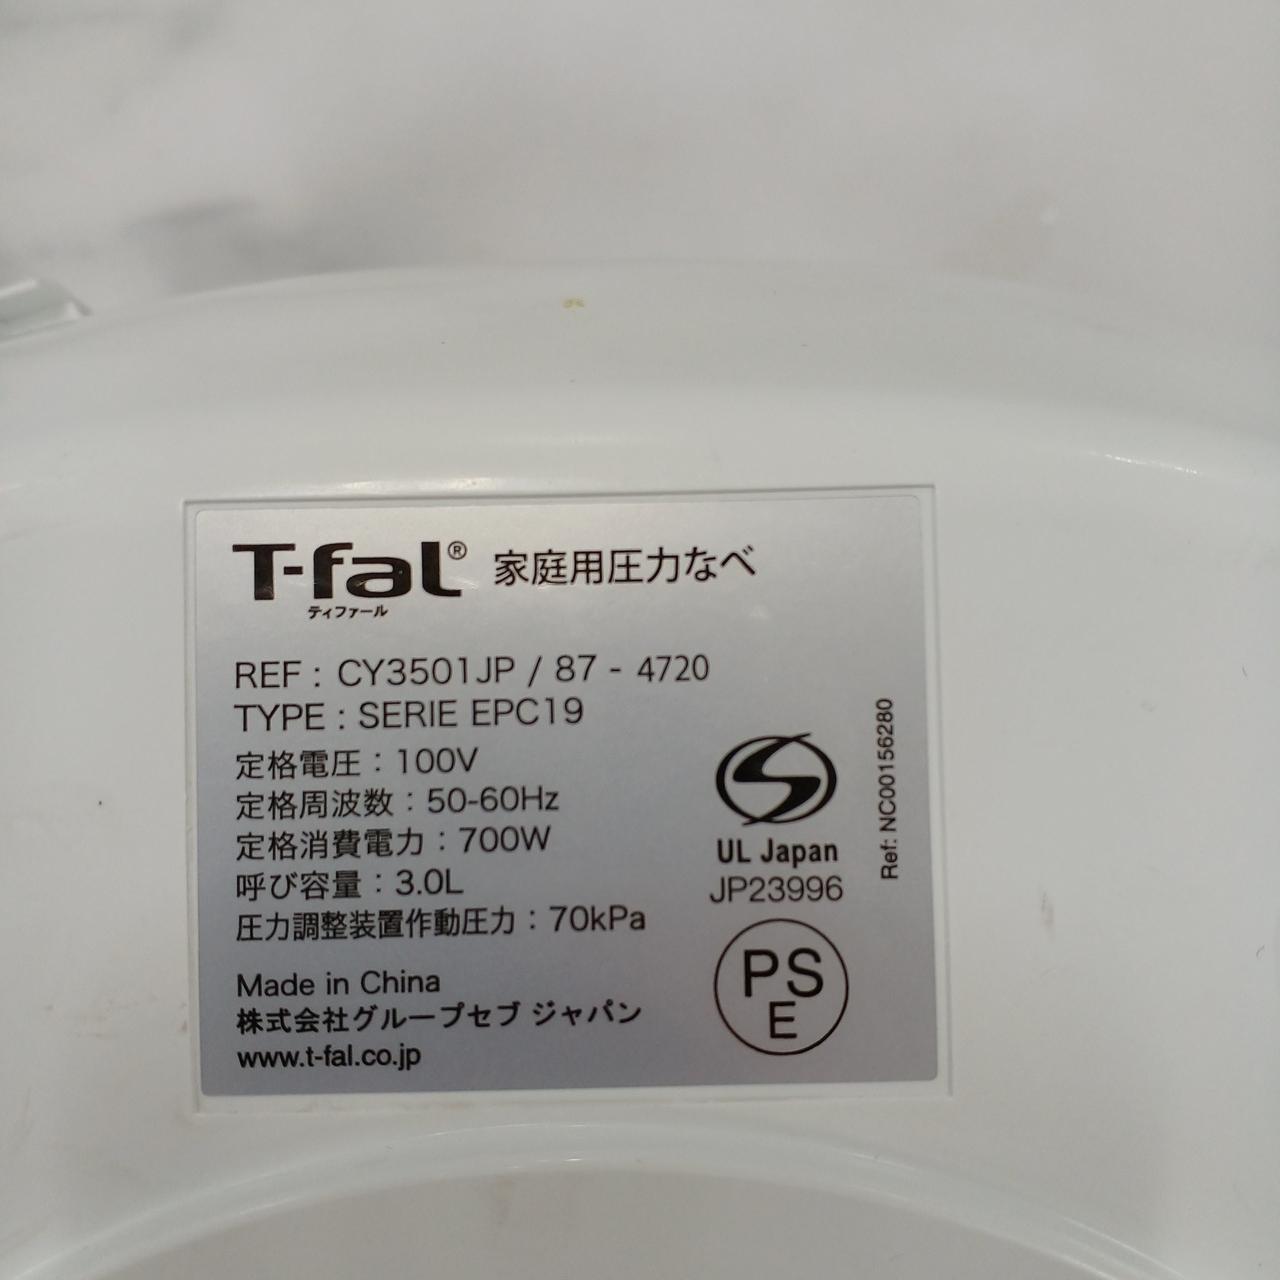 T-fal® 家庭用圧力なべ
ティファール
REF : CY3501JP / 87 - 4720
TYPE : SERIE EPC19
定格電圧 : 100V
定格周波数 : 50-60Hz
定格消費電力 : 700W
呼び容量 : 3.0L
圧力調整装置作動圧力 : 70kPa
Made in China
株式会社グループセブ ジャパン
www.t-fal.co.jp
S
UL Japan
JP23996
PS
E
Ref: NC00156280